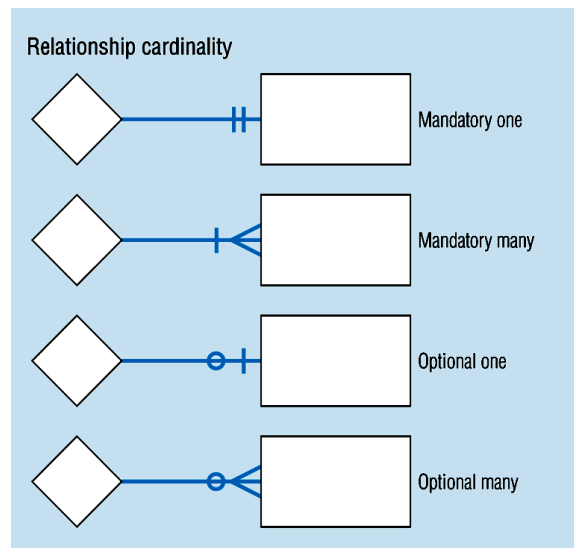 Relationship cardinality
Mandatory one
Mandatory many
Optional one
Optional many